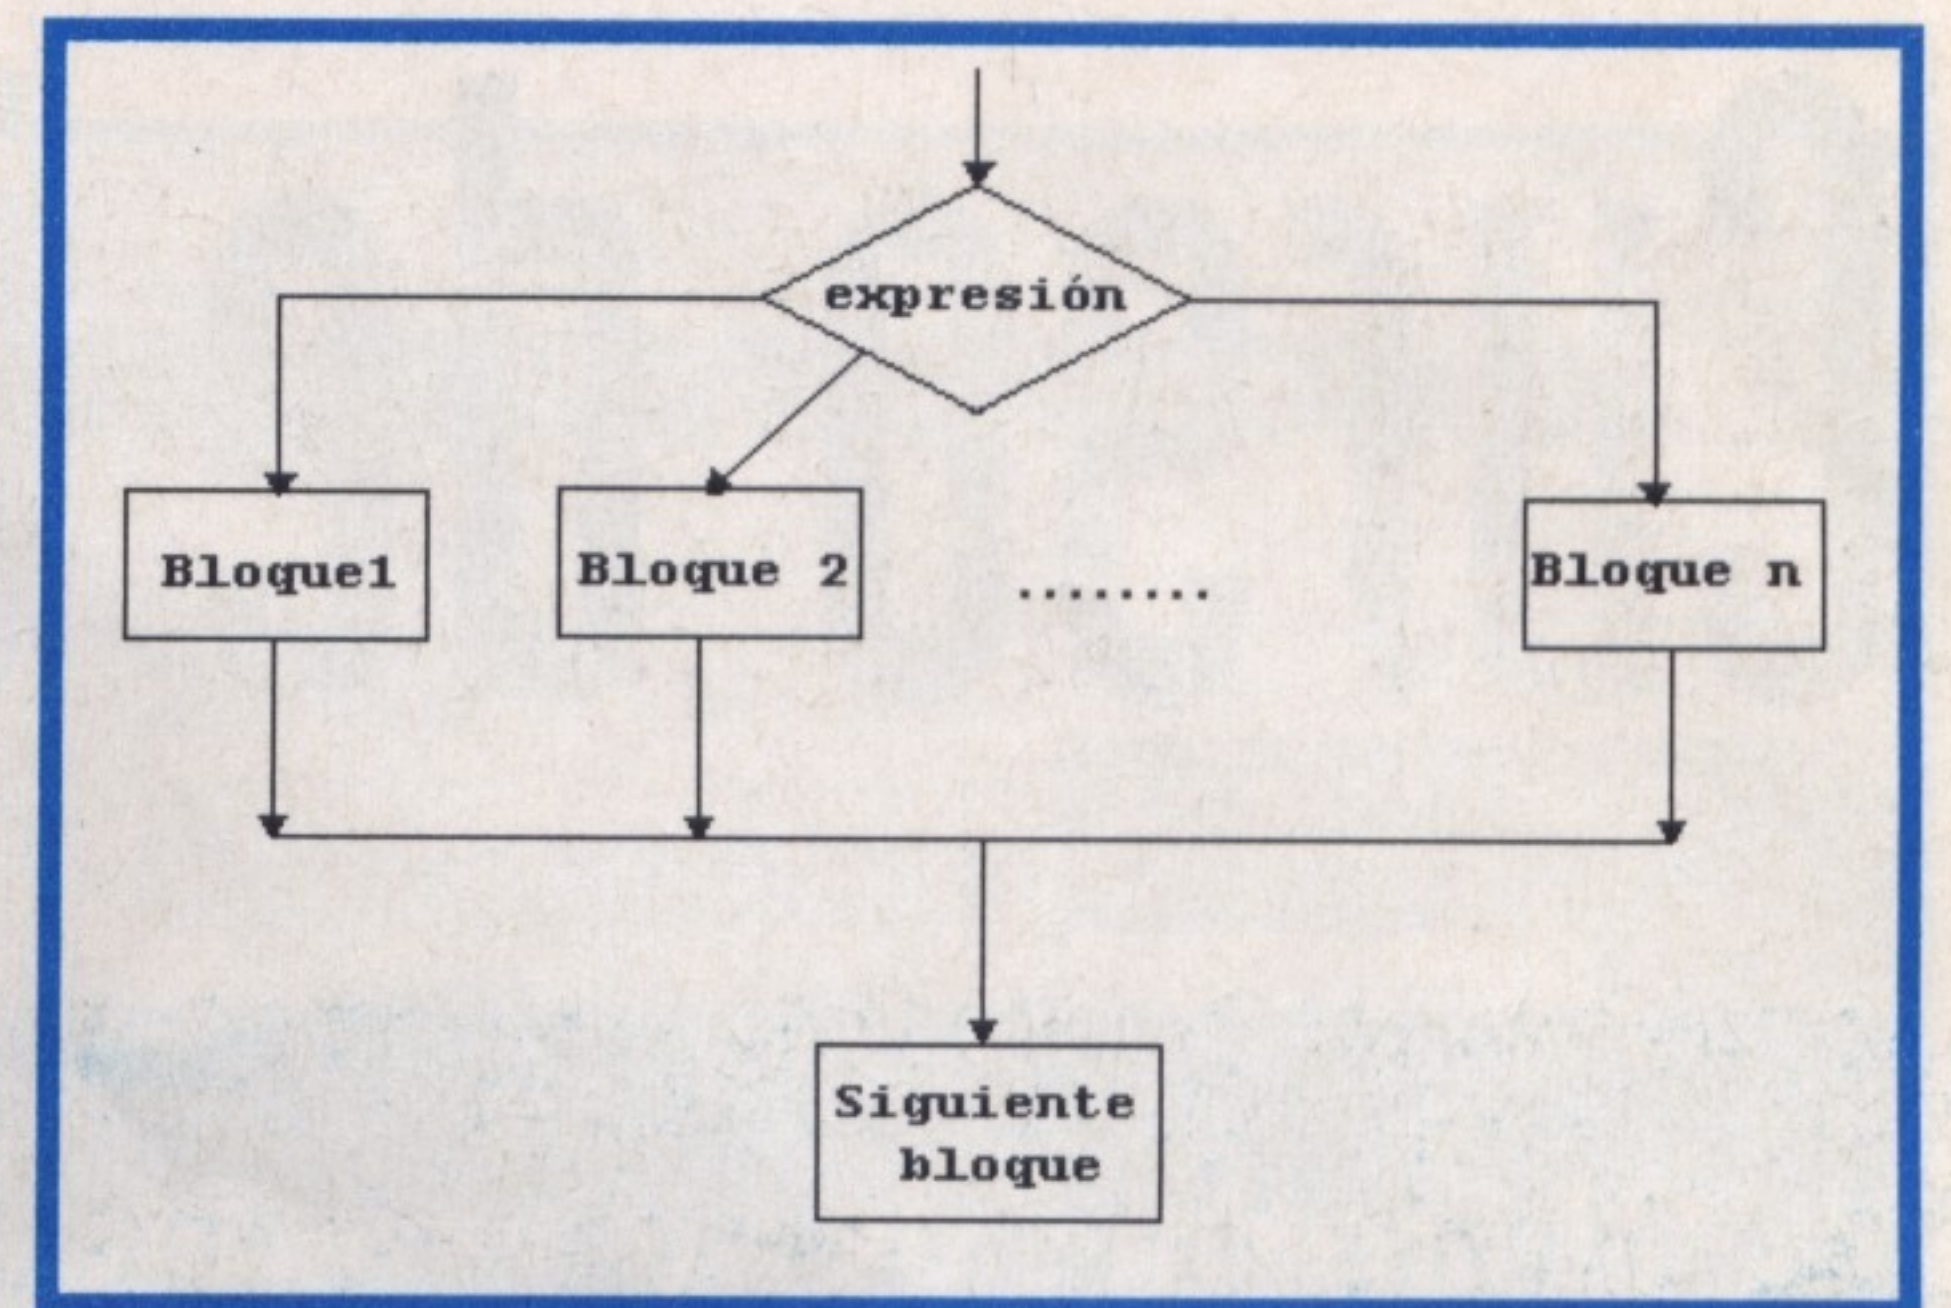 expresión
Bloque1
Bloque 2
........
Bloque n
Siguiente
bloque